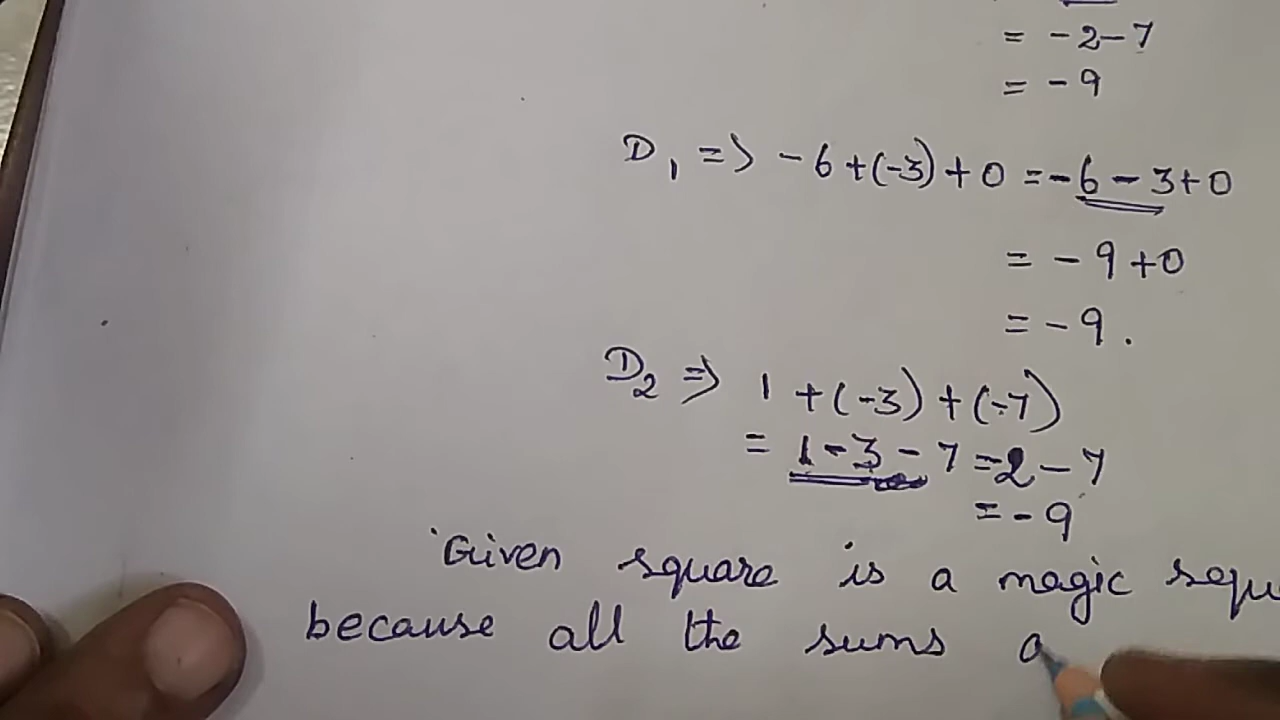 = -2-7
= -9
D1 => -6+(-3)+0 = -6-3+0
= -9+0
= -9.
D2 => 1+(-3)+(-7)
= 1-3-7 =-2-7
= -9
Given square is a magic squ
because all the sums a